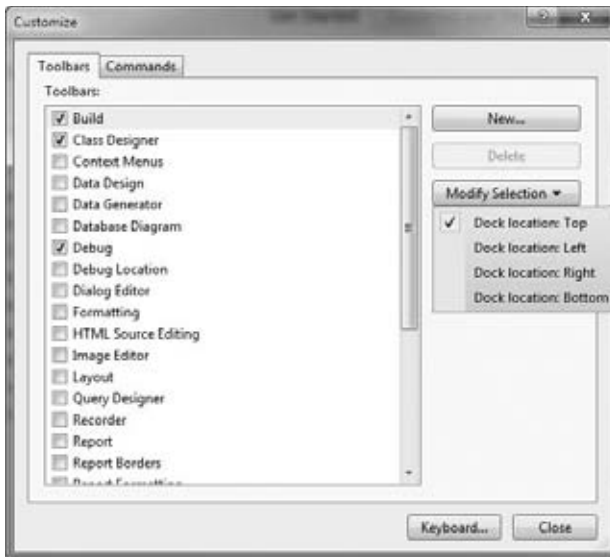 Customize
Toolbars
Commands
Toolbars:
Build
Class Designer
Context Menus
Data Design
Data Generator
Database Diagram
Debug
Debug Location
Dialog Editor
Formatting
HTML Source Editing
Image Editor
Layout
Query Designer
Recorder
Report
Report Borders
New...
Delete
Modify Selection
Dock location: Top
Dock location: Left
Dock location: Right
Dock location: Bottom
Keyboard...
Close